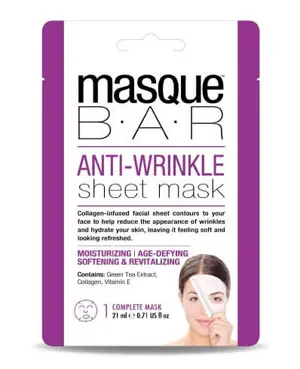 masque™
B·A·R
ANTI-WRINKLE
sheet mask
Collagen-infused facial sheet contours to your
face to help reduce the appearance of wrinkles
and hydrate your skin, leaving it feeling soft and
looking refreshed.
MOISTURIZING | AGE-DEFYING
SOFTENING & REVITALIZING
Contains: Green Tea Extract,
Collagen, Vitamin E
1 COMPLETE MASK
21 ml ℮ 0.71 US fl oz